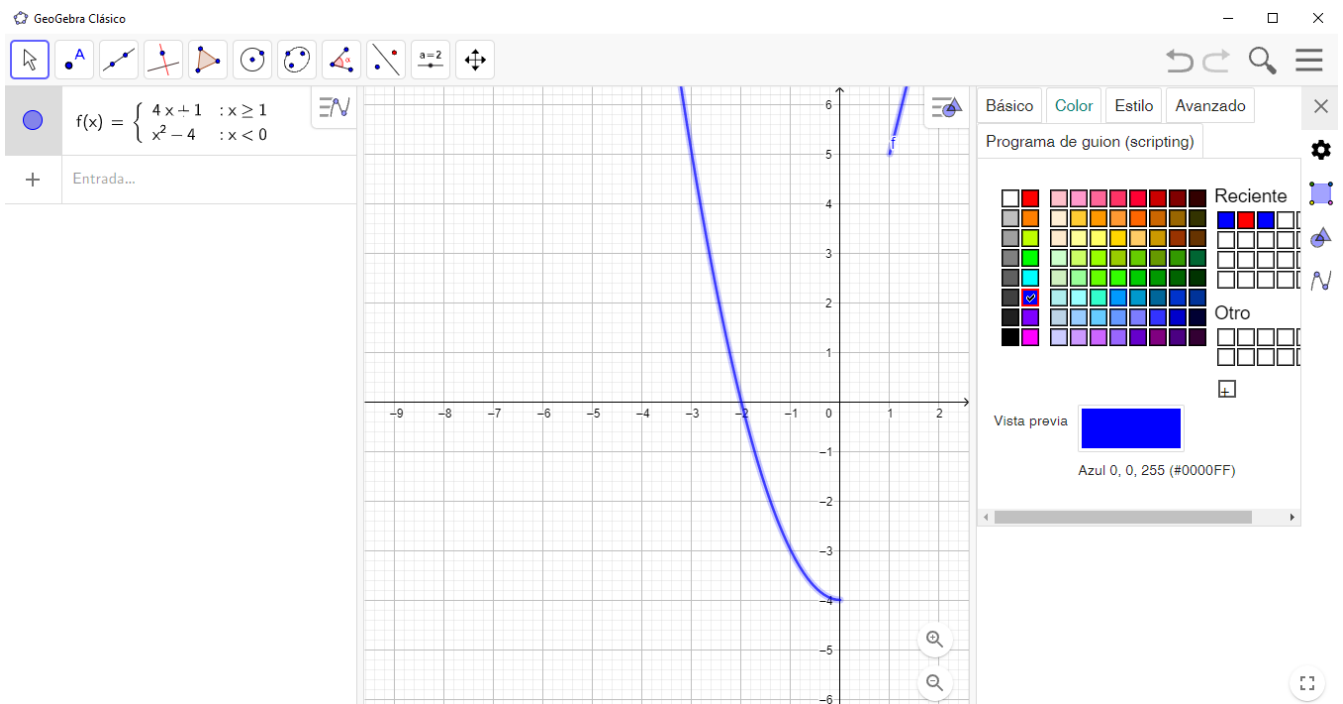 GeoGebra Clásico
A
a=2
f(x) = { 4 x + 1 : x ≥ 1
x² − 4 : x < 0
+ Entrada...
6
5
4
3
2
1
0
−1
−2
−3
−4
−5
−6
−9 −8 −7 −6 −5 −4 −3 −2 −1 0 1 2
f
Básico Color Estilo Avanzado
Programa de guion (scripting)
Reciente
Otro
Vista previa
Azul 0, 0, 255 (#0000FF)